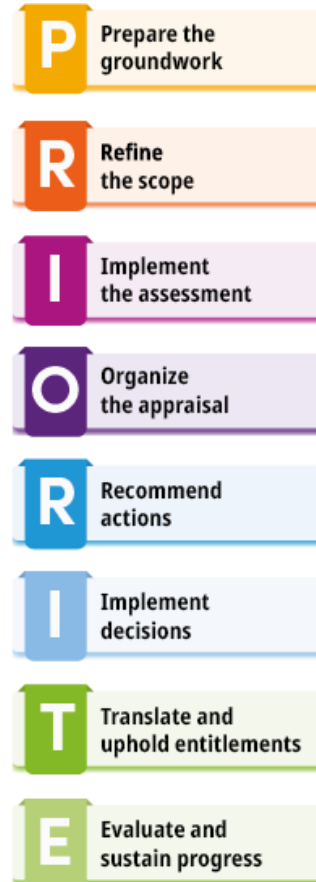 P
Prepare the
groundwork
R
Refine
the scope
I
Implement
the assessment
O
Organize
the appraisal
R
Recommend
actions
I
Implement
decisions
T
Translate and
uphold entitlements
E
Evaluate and
sustain progress